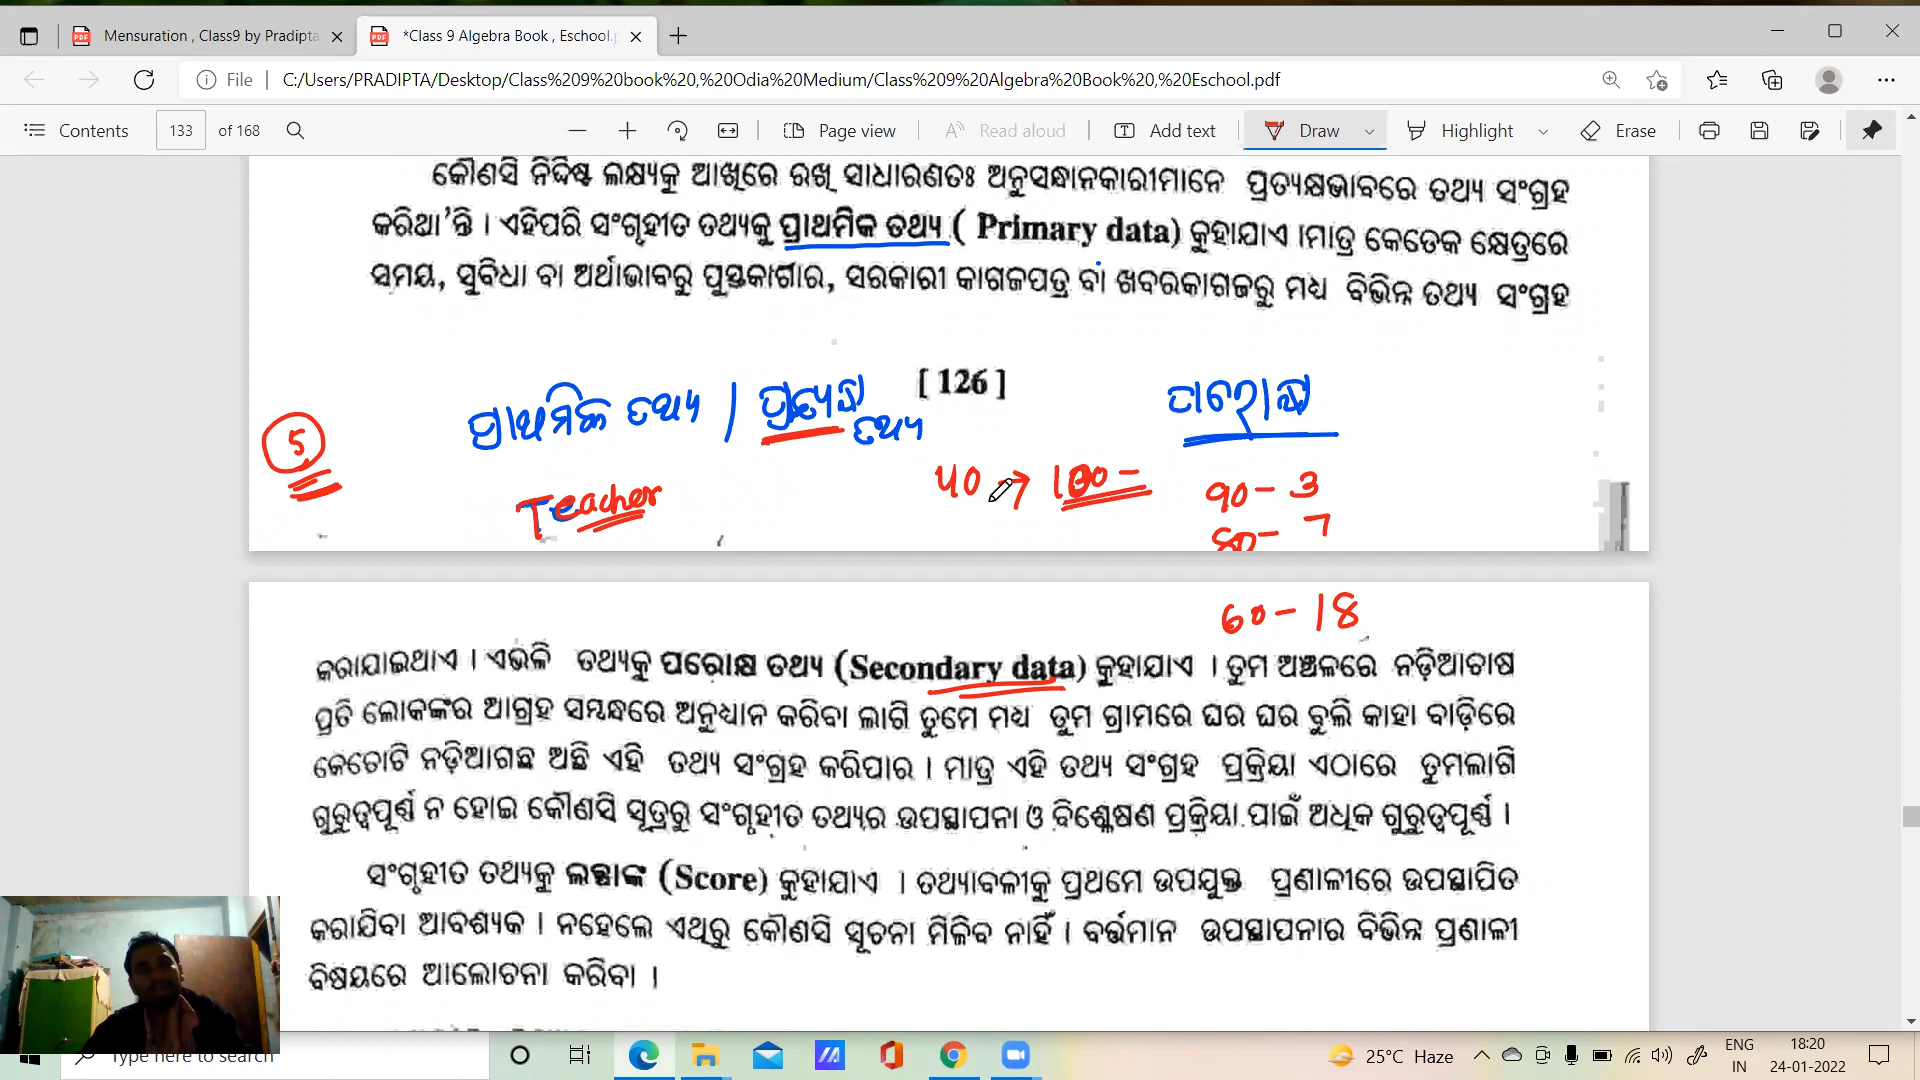 Mensuration , Class9 by Pradipta
*Class 9 Algebra Book , Eschool.p
File
C:/Users/PRADIPTA/Desktop/Class%209%20book%20,%20Odia%20Medium/Class%209%20Algebra%20Book%20,%20Eschool.pdf
Contents 133 of 168 Page view Read aloud Add text Draw Highlight Erase
କୌଣସି ନିର୍ଦ୍ଦିଷ୍ଟ ଲକ୍ଷ୍ୟକୁ ଆଖିରେ ରଖି ସାଧାରଣତଃ ଅନୁସନ୍ଧାନକାରୀମାନେ ପ୍ରତ୍ୟକ୍ଷଭାବରେ ତଥ୍ୟ ସଂଗ୍ରହ
କରିଥା'ନ୍ତି । ଏହିପରି ସଂଗୃହୀତ ତଥ୍ୟକୁ ପ୍ରାଥମିକ ତଥ୍ୟ ( Primary data) କୁହାଯାଏ ।ମାତ୍ର କେତେକ କ୍ଷେତ୍ରରେ
ସମୟ, ସୁବିଧା ବା ଅର୍ଥାଭାବରୁ ପୁସ୍ତକାଗାର, ସରକାରୀ କାଗଜପତ୍ର ବା ଖବରକାଗଜରୁ ମଧ୍ୟ ବିଭିନ୍ନ ତଥ୍ୟ ସଂଗ୍ରହ
[ 126 ]
ପ୍ରାଥମିକ ତଥ୍ୟ / ପ୍ରତ୍ୟକ୍ଷ
ତଥ୍ୟ
ପରୋକ୍ଷ
5
Teacher
40 → 100 –
90 – 3
80 – 7
60 – 18
କରାଯାଇଥାଏ । ଏଭଳି ତଥ୍ୟକୁ ପରୋକ୍ଷ ତଥ୍ୟ (Secondary data) କୁହାଯାଏ । ତୁମ ଅଞ୍ଚଳରେ ନଡ଼ିଆଚାଷ
ପ୍ରତି ଲୋକଙ୍କର ଆଗ୍ରହ ସମ୍ବନ୍ଧରେ ଅନୁଧ୍ୟାନ କରିବା ଲାଗି ତୁମେ ମଧ୍ୟ ତୁମ ଗ୍ରାମରେ ଘର ଘର ବୁଲି କାହା ବାଡ଼ିରେ
କେତୋଟି ନଡ଼ିଆଗଛ ଅଛି ଏହି ତଥ୍ୟ ସଂଗ୍ରହ କରିପାର । ମାତ୍ର ଏହି ତଥ୍ୟ ସଂଗ୍ରହ ପ୍ରକ୍ରିୟା ଏଠାରେ ତୁମଲାଗି
ଗୁରୁତ୍ୱପୂର୍ଣ୍ଣ ନ ହୋଇ କୌଣସି ସୂତ୍ରରୁ ସଂଗୃହୀତ ତଥ୍ୟର ଉପସ୍ଥାପନା ଓ ବିଶ୍ଳେଷଣ ପ୍ରକ୍ରିୟା ପାଇଁ ଅଧିକ ଗୁରୁତ୍ୱପୂର୍ଣ୍ଣ ।
ସଂଗୃହୀତ ତଥ୍ୟକୁ ଲବ୍ଧାଙ୍କ (Score) କୁହାଯାଏ । ତଥ୍ୟାବଳୀକୁ ପ୍ରଥମେ ଉପଯୁକ୍ତ ପ୍ରଣାଳୀରେ ଉପସ୍ଥାପିତ
କରାଯିବା ଆବଶ୍ୟକ । ନହେଲେ ଏଥିରୁ କୌଣସି ସୂଚନା ମିଳିବ ନାହିଁ । ବର୍ତ୍ତମାନ ଉପସ୍ଥାପନାର ବିଭିନ୍ନ ପ୍ରଣାଳୀ
ବିଷୟରେ ଆଲୋଚନା କରିବା ।
Type here to search
25°C Haze
ENG
IN
18:20
24-01-2022